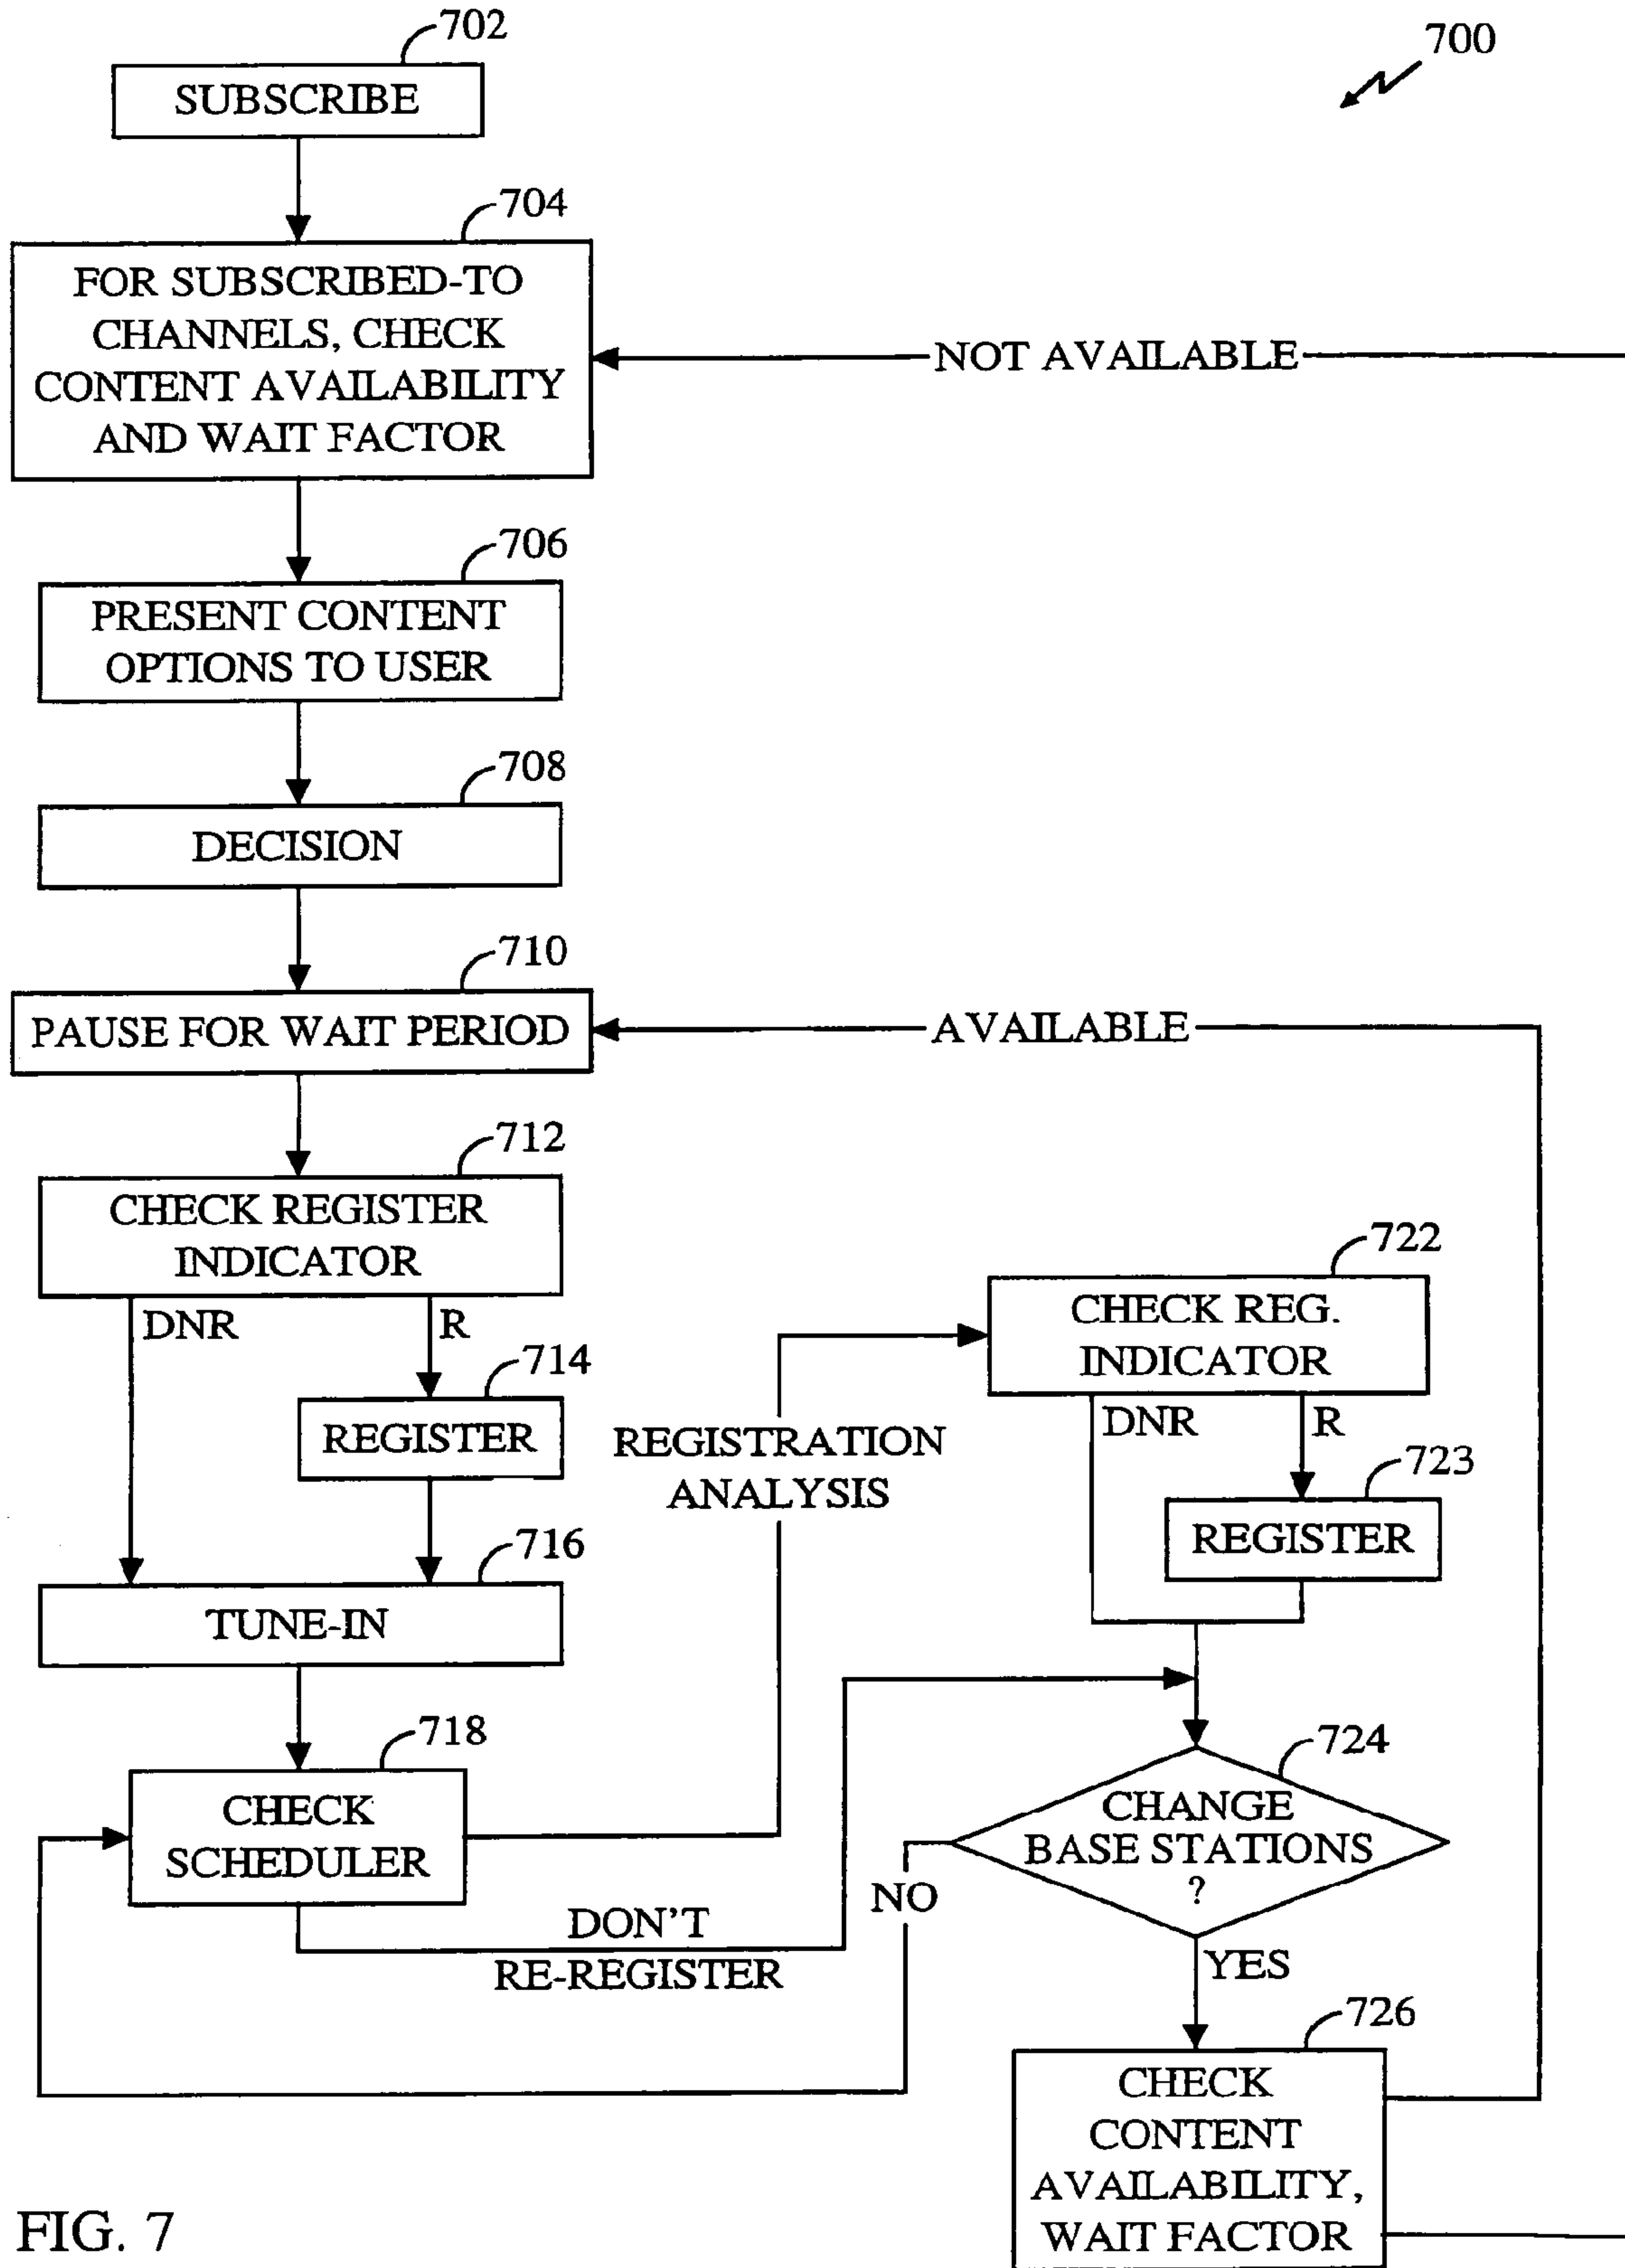 702
700
SUBSCRIBE
704
FOR SUBSCRIBED-TO
CHANNELS, CHECK
CONTENT AVAILABILITY
AND WAIT FACTOR
NOT AVAILABLE
706
PRESENT CONTENT
OPTIONS TO USER
708
DECISION
710
PAUSE FOR WAIT PERIOD
AVAILABLE
712
CHECK REGISTER
INDICATOR
DNR
R
714
REGISTER
716
TUNE-IN
718
CHECK
SCHEDULER
REGISTRATION
ANALYSIS
DON'T
RE-REGISTER
722
CHECK REG.
INDICATOR
DNR
R
723
REGISTER
724
CHANGE
BASE STATIONS
?
NO
YES
726
CHECK
CONTENT
AVAILABILITY,
WAIT FACTOR
FIG. 7